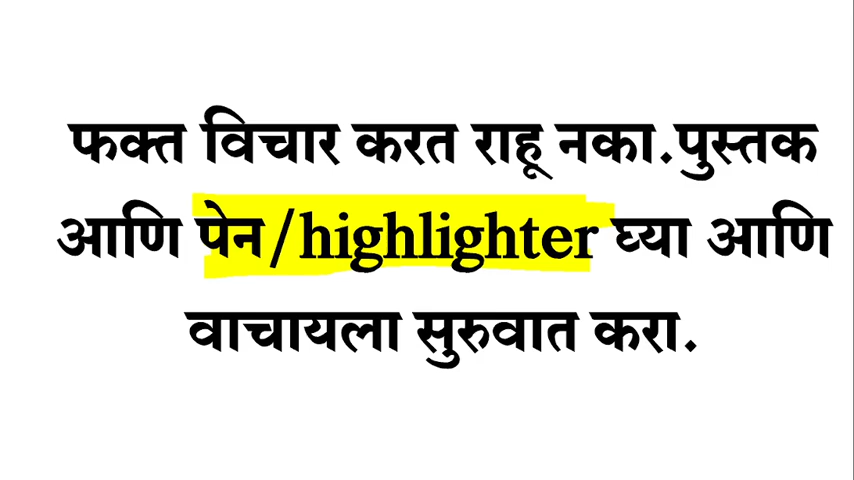 फक्त विचार करत राहू नका.पुस्तक
आणि पेन/highlighter घ्या आणि
वाचायला सुरुवात करा.